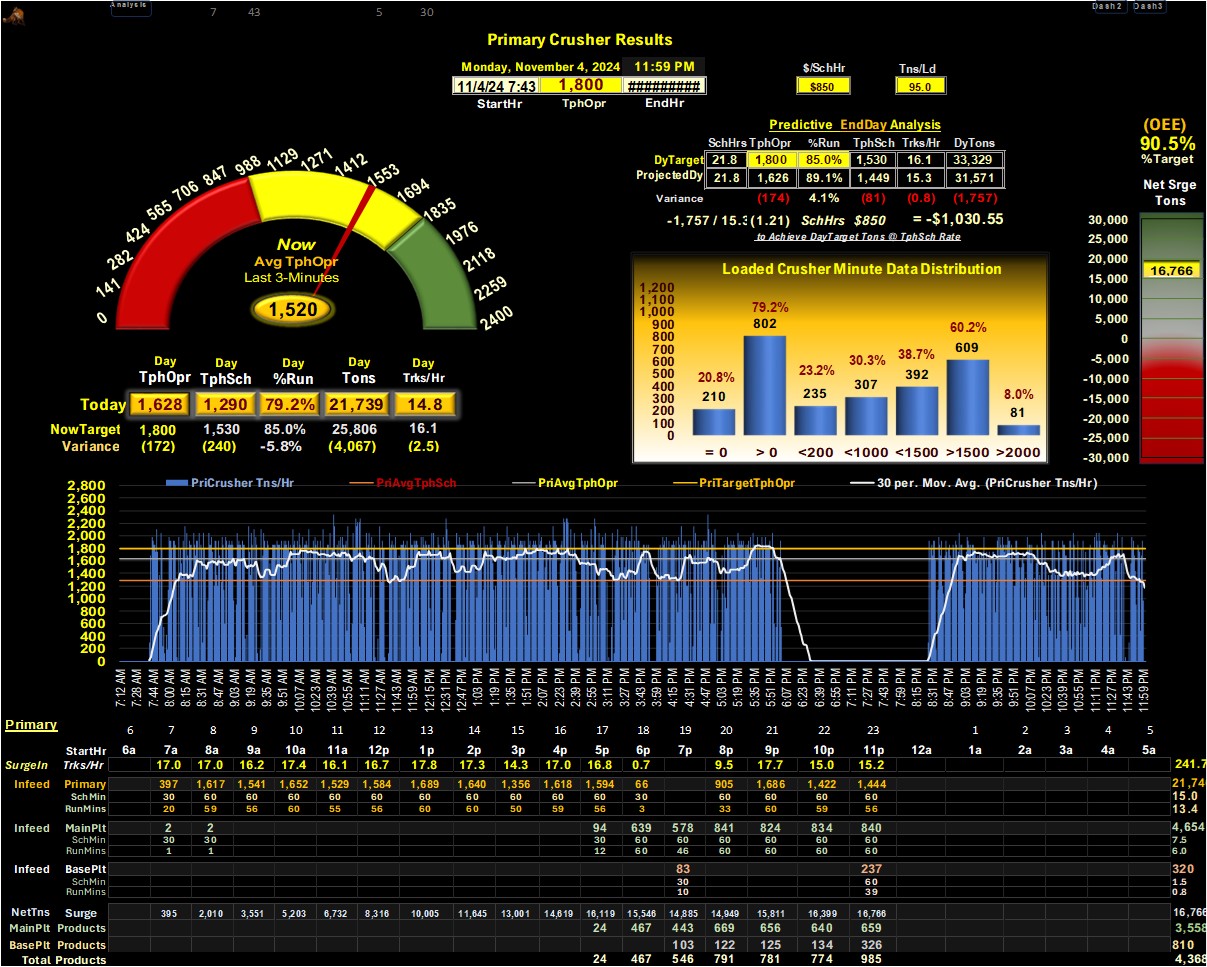 Analysis 7 43 5 30 Dash2 Dash3
Primary Crusher Results
Monday, November 4, 2024 11:59 PM
11/4/24 7:43 1,800 ##########
StartHr TphOpr EndHr
$/SchHr Tns/Ld
$850 95.0
Predictive EndDay Analysis
SchHrs TphOpr %Run TphSch Trks/Hr DyTons
DyTarget 21.8 1,800 85.0% 1,530 16.1 33,329
ProjectedDy 21.8 1,626 89.1% 1,449 15.3 31,571
Variance (174) 4.1% (81) (0.8) (1,757)
-1,757 / 15.3 (1.21) SchHrs $850 = -$1,030.55
to Achieve DayTarget Tons @ TphSch Rate
(OEE)
90.5%
%Target
Net Srge
Tons
30,000
25,000
20,000
16,766
15,000
10,000
5,000
0
-5,000
-10,000
-15,000
-20,000
-25,000
-30,000
0 141 282 424 565 706 847 988 1129 1271 1412 1553 1694 1835 1976 2118 2259 2400
Now
Avg TphOpr
Last 3-Minutes
1,520
Day Day Day Day Day
TphOpr TphSch %Run Tons Trks/Hr
Today 1,628 1,290 79.2% 21,739 14.8
NowTarget 1,800 1,530 85.0% 25,806 16.1
Variance (172) (240) -5.8% (4,067) (2.5)
Loaded Crusher Minute Data Distribution
1,200
1,100
1,000
900
800
700
600
500
400
300
200
100
0
20.8% 79.2% 23.2% 30.3% 38.7% 60.2% 8.0%
210 802 235 307 392 609 81
= 0 > 0 <200 <1000 <1500 >1500 >2000
PriCrusher Tns/Hr PriAvgTphSch PriAvgTphOpr PriTargetTphOpr 30 per. Mov. Avg. (PriCrusher Tns/Hr)
2,800
2,600
2,400
2,200
2,000
1,800
1,600
1,400
1,200
1,000
800
600
400
200
0
7:12 AM 7:28 AM 7:44 AM 8:00 AM 8:15 AM 8:31 AM 8:47 AM 9:03 AM 9:19 AM 9:35 AM 9:51 AM 10:07 AM 10:23 AM 10:39 AM 10:55 AM 11:11 AM 11:27 AM 11:43 AM 11:59 AM 12:15 PM 12:31 PM 12:47 PM 1:03 PM 1:19 PM 1:35 PM 1:51 PM 2:07 PM 2:23 PM 2:39 PM 2:55 PM 3:11 PM 3:27 PM 3:43 PM 3:59 PM 4:15 PM 4:31 PM 4:47 PM 5:03 PM 5:19 PM 5:35 PM 5:51 PM 6:07 PM 6:23 PM 6:39 PM 6:55 PM 7:11 PM 7:27 PM 7:43 PM 7:59 PM 8:15 PM 8:31 PM 8:47 PM 9:03 PM 9:19 PM 9:35 PM 9:51 PM 10:07 PM 10:23 PM 10:39 PM 10:55 PM 11:11 PM 11:27 PM 11:43 PM 11:59 PM
Primary 6 7 8 9 10 11 12 13 14 15 16 17 18 19 20 21 22 23 1 2 3 4 5
StartHr 6a 7a 8a 9a 10a 11a 12p 1p 2p 3p 4p 5p 6p 7p 8p 9p 10p 11p 12a 1a 2a 3a 4a 5a
SurgeIn Trks/Hr 17.0 17.0 16.2 17.4 16.1 16.7 17.8 17.3 14.3 17.0 16.8 0.7 9.5 17.7 15.0 15.2 241.7
Infeed Primary 397 1,617 1,541 1,652 1,529 1,584 1,689 1,640 1,356 1,618 1,594 66 905 1,686 1,422 1,444 21,740
SchMin 30 60 60 60 60 60 60 60 60 60 60 30 60 60 60 60 15.0
RunMins 20 59 56 60 55 56 60 60 50 59 56 3 33 60 59 56 13.4
Infeed MainPlt 2 2 94 639 578 841 824 834 840 4,654
SchMin 30 30 30 60 60 60 60 60 60 7.5
RunMins 1 1 12 60 46 60 60 60 60 6.0
Infeed BasePlt 83 237 320
SchMin 30 60 1.5
RunMins 10 39 0.8
NetTns Surge 395 2,010 3,551 5,203 6,732 8,316 10,005 11,645 13,001 14,619 16,119 15,546 14,885 14,949 15,811 16,399 16,766 16,766
MainPlt Products 24 467 443 669 656 640 659 3,558
BasePlt Products 103 122 125 134 326 810
Total Products 24 467 546 791 781 774 985 4,368